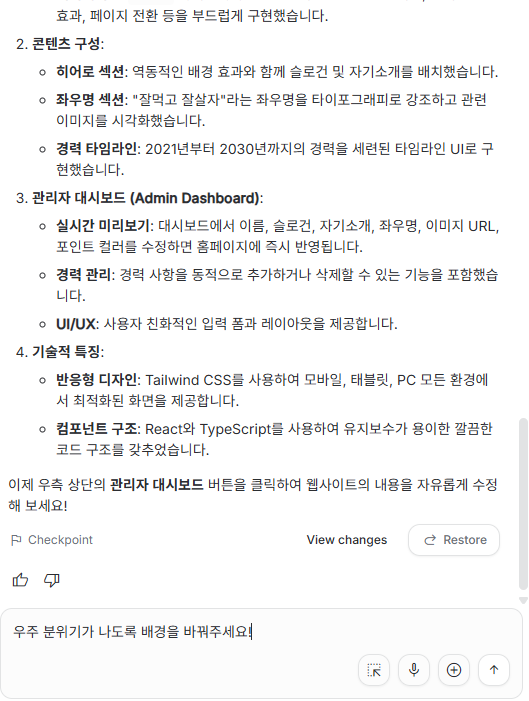 효과, 페이지 전환 등을 부드럽게 구현했습니다.
2. 콘텐츠 구성:
히어로 섹션: 역동적인 배경 효과와 함께 슬로건 및 자기소개를 배치했습니다.
좌우명 섹션: "잘먹고 잘살자"라는 좌우명을 타이포그래피로 강조하고 관련
이미지를 시각화했습니다.
경력 타임라인: 2021년부터 2030년까지의 경력을 세련된 타임라인 UI로 구
현했습니다.
3. 관리자 대시보드 (Admin Dashboard):
실시간 미리보기: 대시보드에서 이름, 슬로건, 자기소개, 좌우명, 이미지 URL,
포인트 컬러를 수정하면 홈페이지에 즉시 반영됩니다.
경력 관리: 경력 사항을 동적으로 추가하거나 삭제할 수 있는 기능을 포함했습
니다.
UI/UX: 사용자 친화적인 입력 폼과 레이아웃을 제공합니다.
4. 기술적 특징:
반응형 디자인: Tailwind CSS를 사용하여 모바일, 태블릿, PC 모든 환경에
서 최적화된 화면을 제공합니다.
컴포넌트 구조: React와 TypeScript를 사용하여 유지보수가 용이한 깔끔한
코드 구조를 갖추었습니다.
이제 우측 상단의 관리자 대시보드 버튼을 클릭하여 웹사이트의 내용을 자유롭게 수정
해 보세요!
Checkpoint View changes Restore
우주 분위기가 나도록 배경을 바꿔주세요!